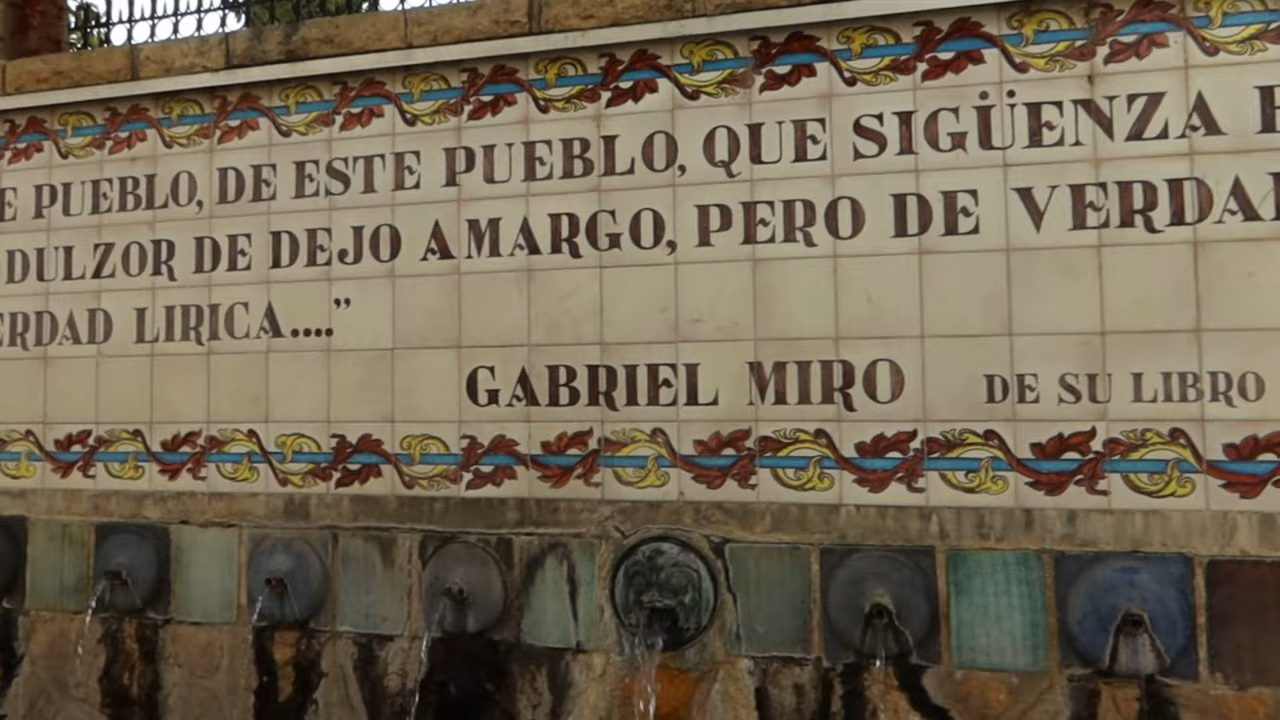 E PUEBLO, DE ESTE PUEBLO, QUE SIGÜENZA
DULZOR DE DEJO AMARGO, PERO DE VERDAD
ERDAD LIRICA...."
GABRIEL MIRO DE SU LIBRO